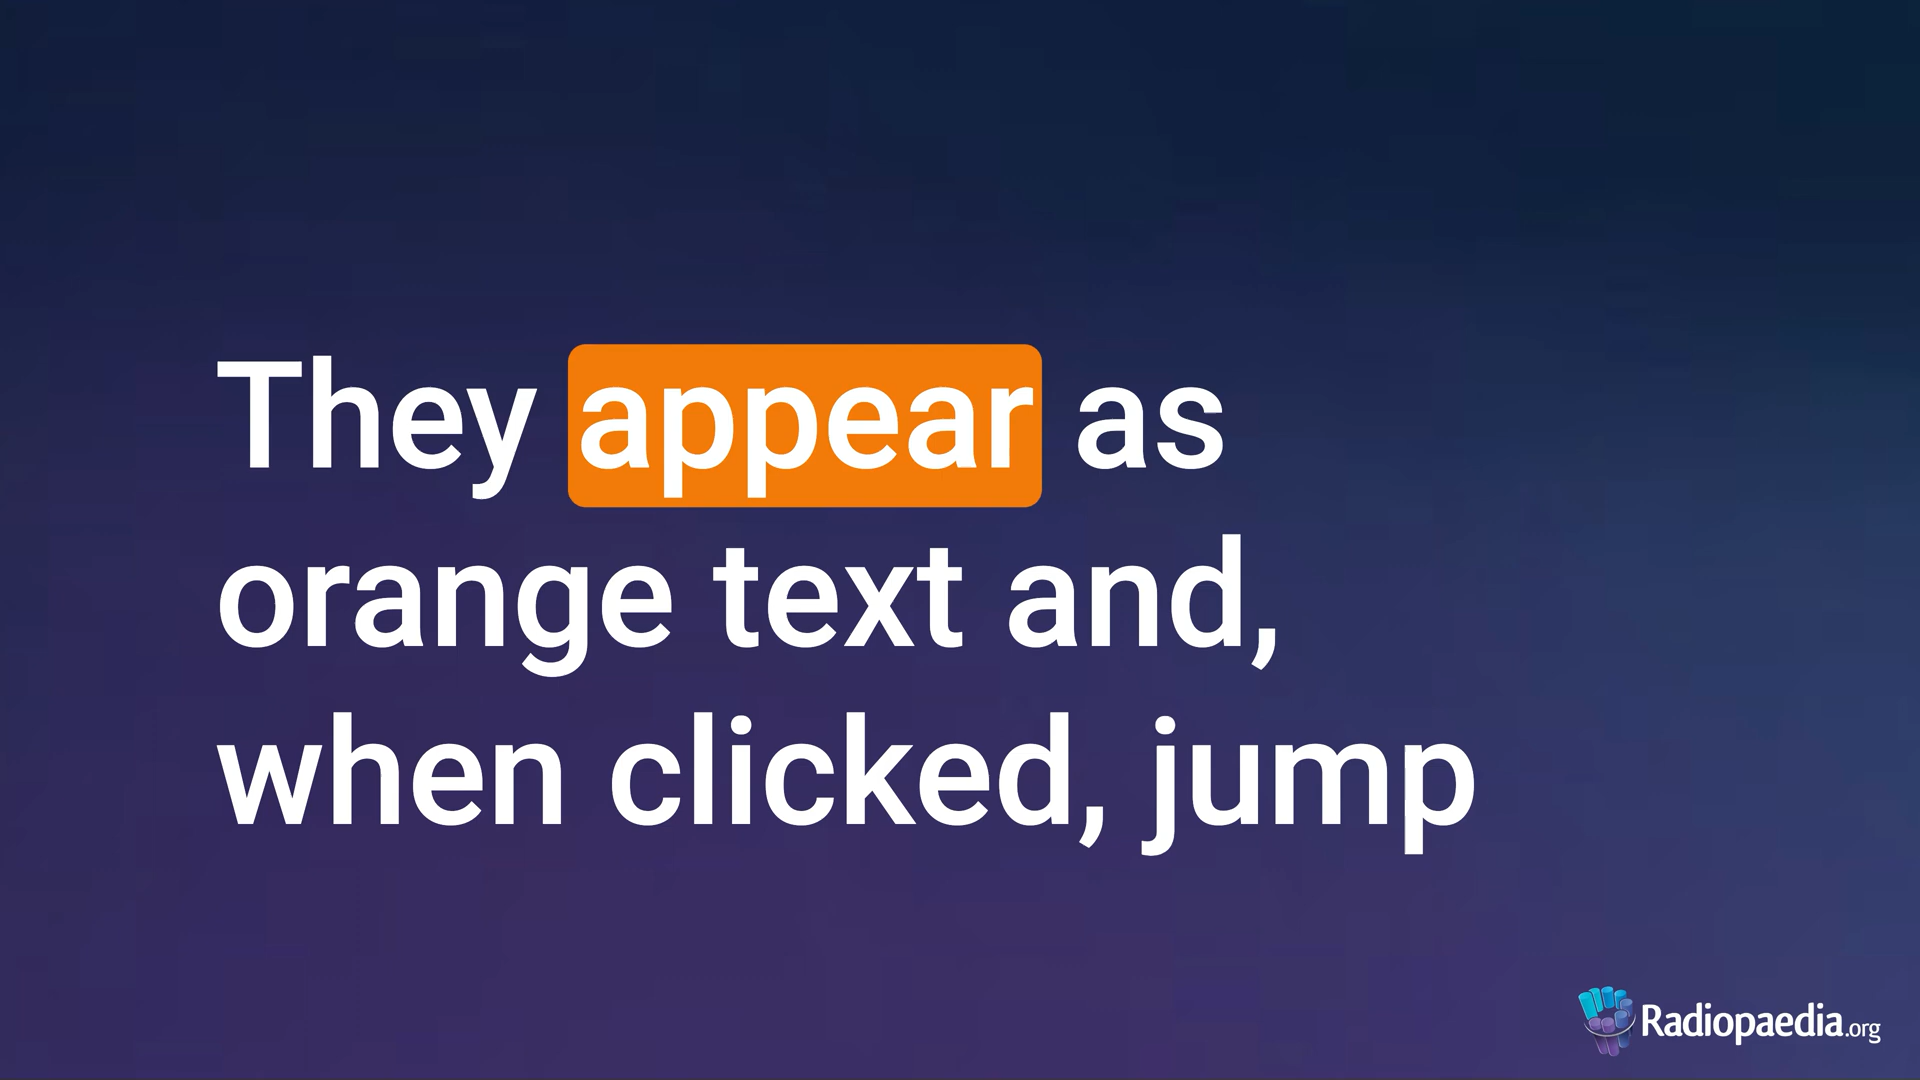 They appear as
orange text and,
when clicked, jump
Radiopaedia.org